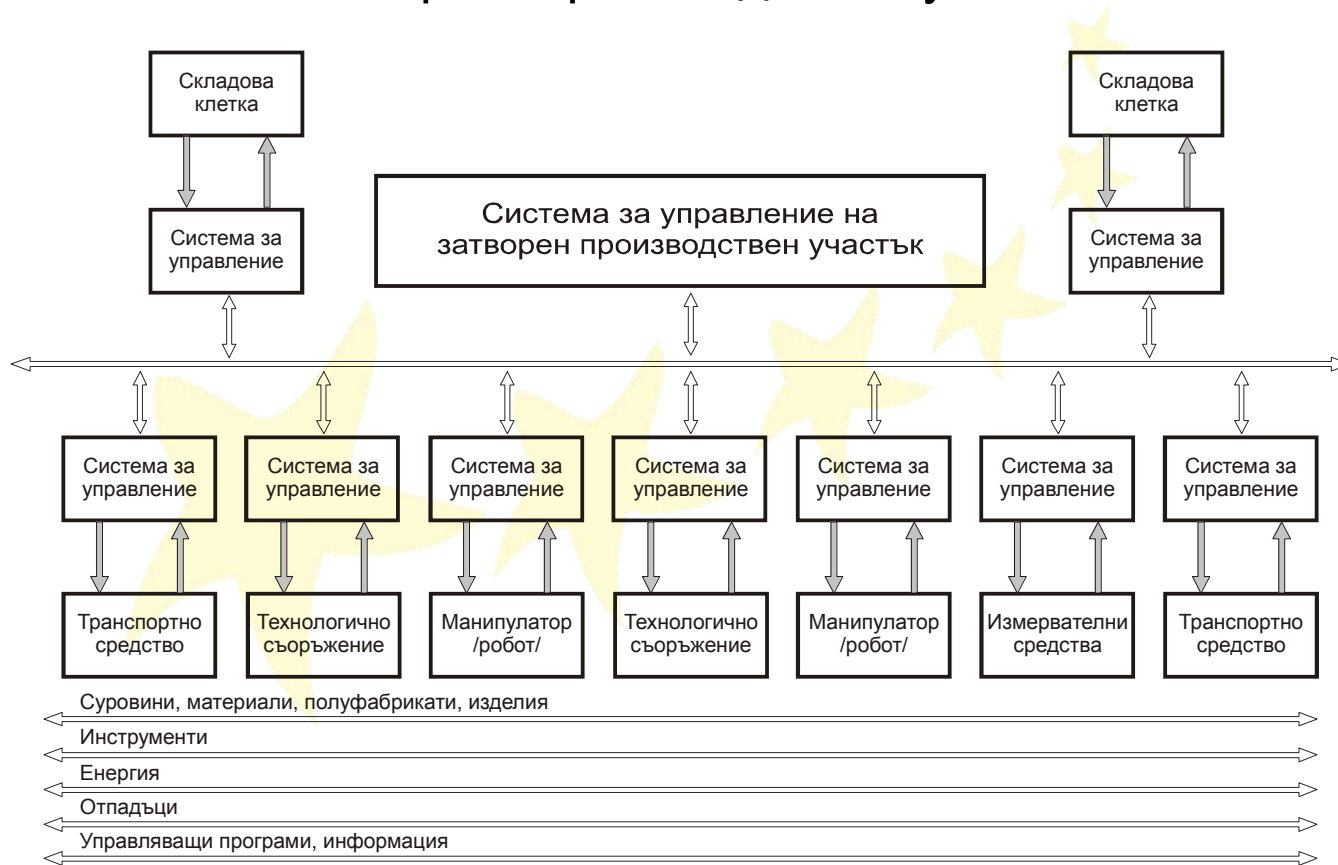 Складова
клетка
Складова
клетка
Система за управление на
затворен производствен участък
Система за
управление
Система за
управление
Система за
управление
Система за
управление
Система за
управление
Система за
управление
Система за
управление
Система за
управление
Система за
управление
Транспортно
средство
Технологично
съоръжение
Манипулатор
/робот/
Технологично
съоръжение
Манипулатор
/робот/
Измервателни
средства
Транспортно
средство
Суровини, материали, полуфабрикати, изделия
Инструменти
Енергия
Отпадъци
Управляващи програми, информация